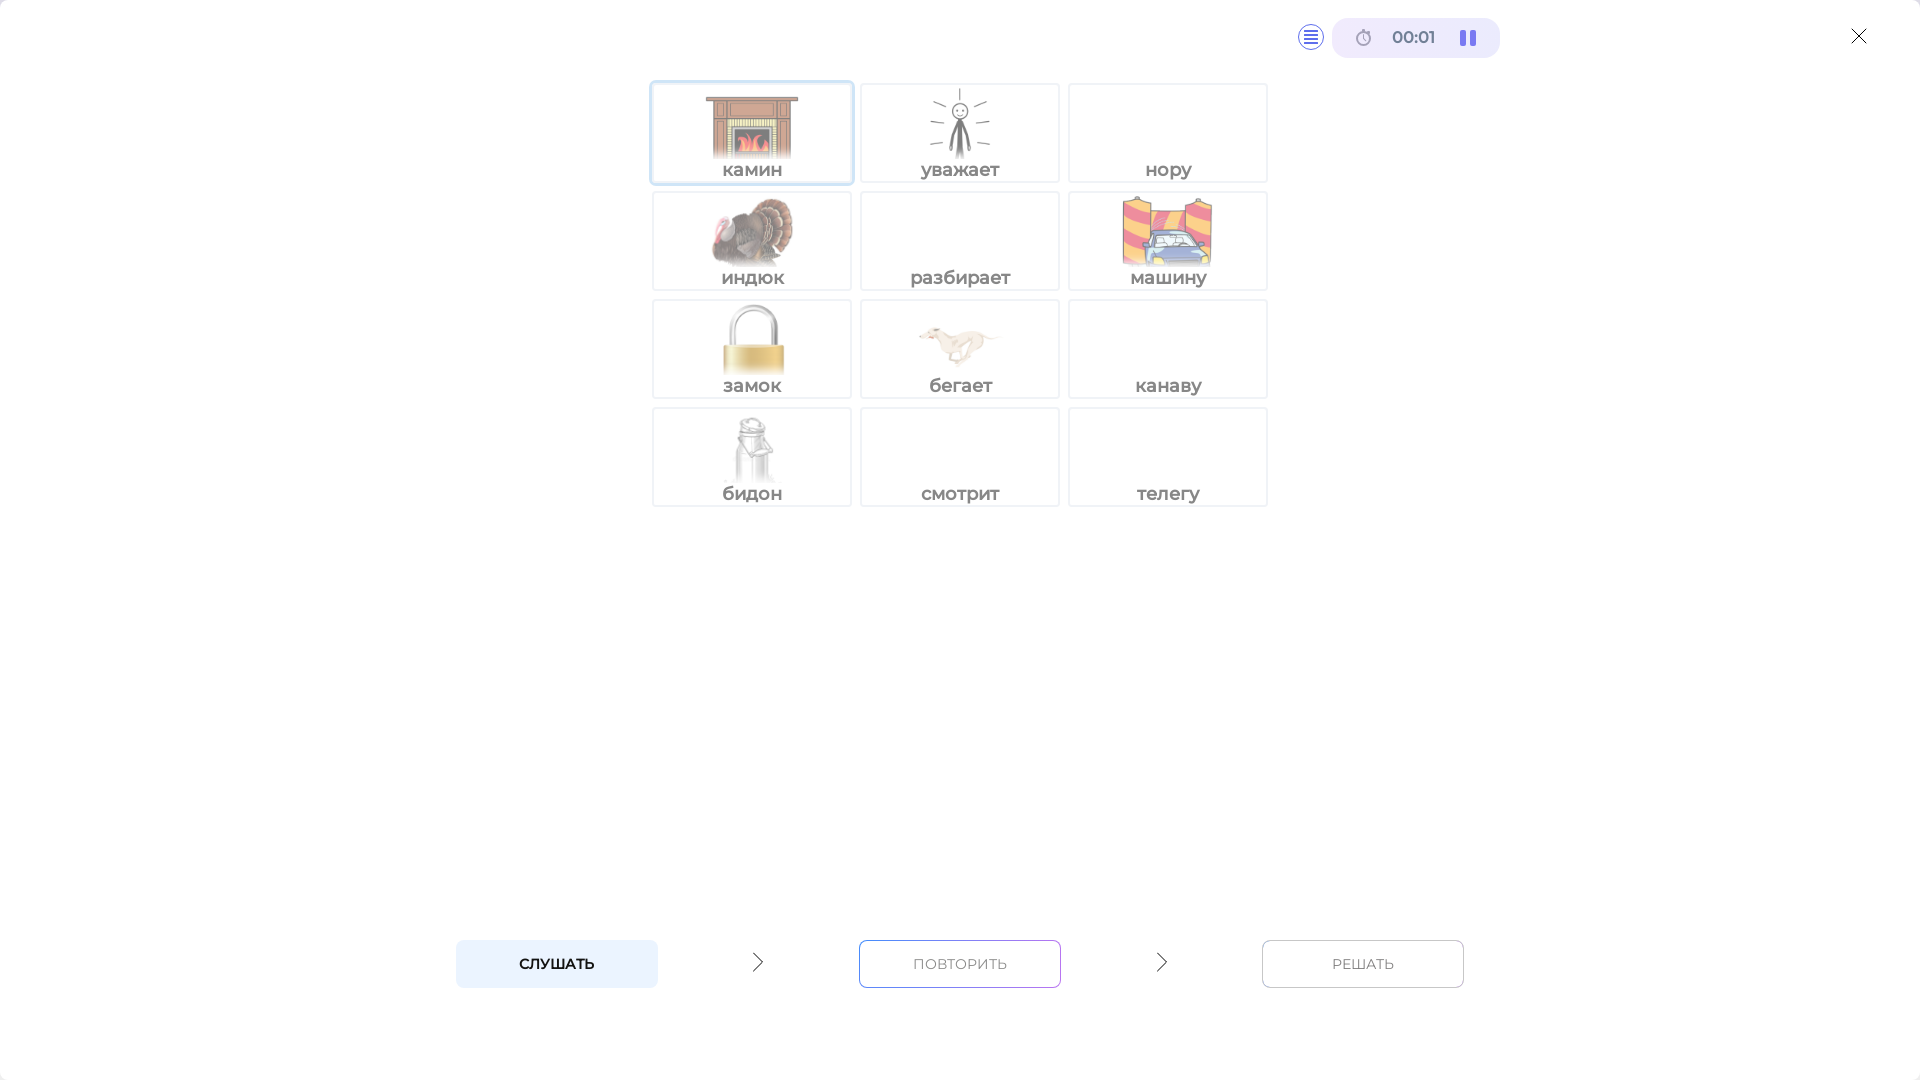 00:01
камин
уважает
нору
индюк
разбирает
машину
замок
бегает
канаву
бидон
смотрит
телегу
СЛУШАТЬ
ПОВТОРИТЬ
РЕШАТЬ